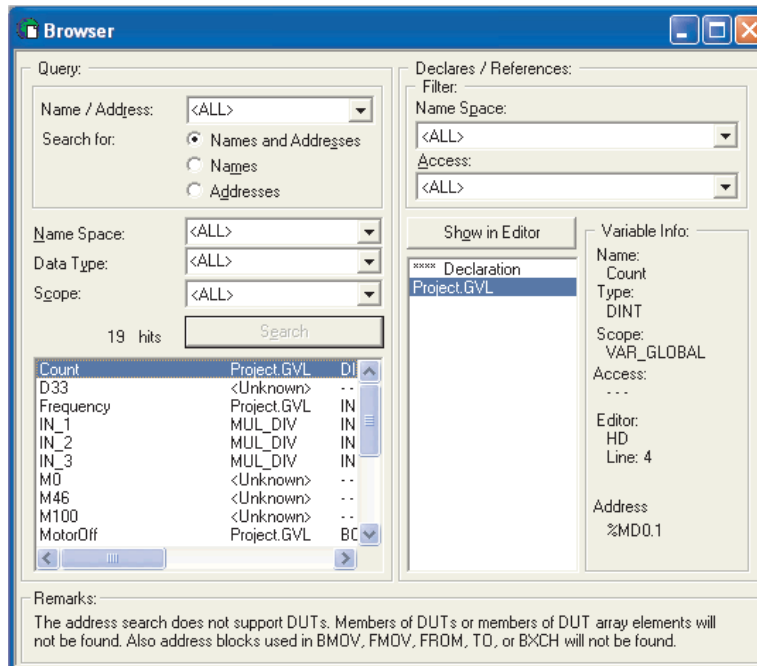 Browser
Query:
Name / Address: <ALL>
Search for: Names and Addresses
Names
Addresses
Name Space: <ALL>
Data Type: <ALL>
Scope: <ALL>
19 hits Search
Count Project.GVL DI
D33 <Unknown> - -
Frequency Project.GVL IN
IN_1 MUL_DIV IN
IN_2 MUL_DIV IN
IN_3 MUL_DIV IN
M0 <Unknown> - -
M46 <Unknown> - -
M100 <Unknown> - -
MotorOff Project.GVL BO
Declares / References:
Filter:
Name Space:
<ALL>
Access:
<ALL>
Show in Editor
**** Declaration
Project.GVL
Variable Info:
Name:
Count
Type:
DINT
Scope:
VAR_GLOBAL
Access:
- - -
Editor:
HD
Line: 4
Address
%MD0.1
Remarks:
The address search does not support DUTs. Members of DUTs or members of DUT array elements will
not be found. Also address blocks used in BMOV, FMOV, FROM, TO, or BXCH will not be found.